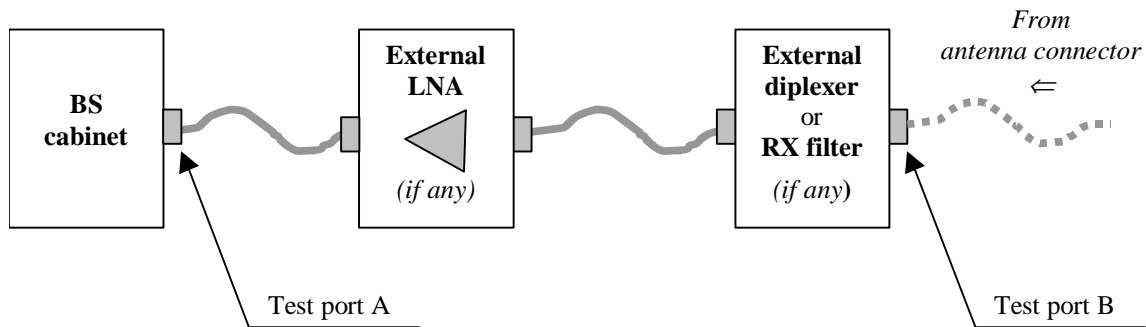 BS
cabinet
External
LNA
(if any)
External
diplexer
or
RX filter
(if any)
From
antenna connector
⇐
Test port A
Test port B